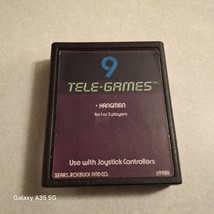 9
TELE-GAMES™
• HANGMAN
for 1 or 2 players
Use with Joystick Controllers
SEARS, ROEBUCK AND CO.
Galaxy A35 5G